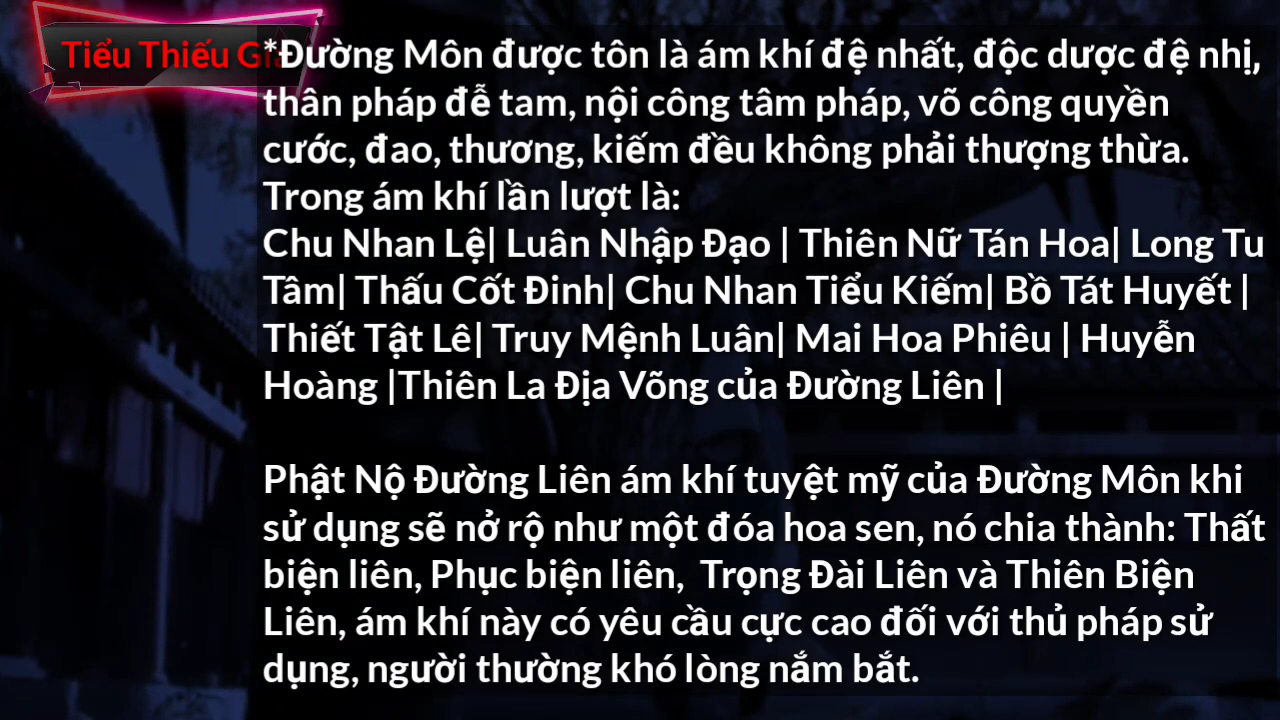 Tiểu Thiếu Gia
*Đường Môn được tôn là ám khí đệ nhất, độc dược đệ nhị,
thân pháp đễ tam, nội công tâm pháp, võ công quyền
cước, đao, thương, kiếm đều không phải thượng thừa.
Trong ám khí lần lượt là:
Chu Nhan Lệ| Luân Nhập Đạo | Thiên Nữ Tán Hoa| Long Tu
Tâm| Thấu Cốt Đinh| Chu Nhan Tiểu Kiếm| Bồ Tát Huyết |
Thiết Tật Lê| Truy Mệnh Luân| Mai Hoa Phiêu | Huyễn
Hoàng |Thiên La Địa Võng của Đường Liên |
Phật Nộ Đường Liên ám khí tuyệt mỹ của Đường Môn khi
sử dụng sẽ nở rộ như một đóa hoa sen, nó chia thành: Thất
biện liên, Phục biện liên, Trọng Đài Liên và Thiên Biện
Liên, ám khí này có yêu cầu cực cao đối với thủ pháp sử
dụng, người thường khó lòng nắm bắt.